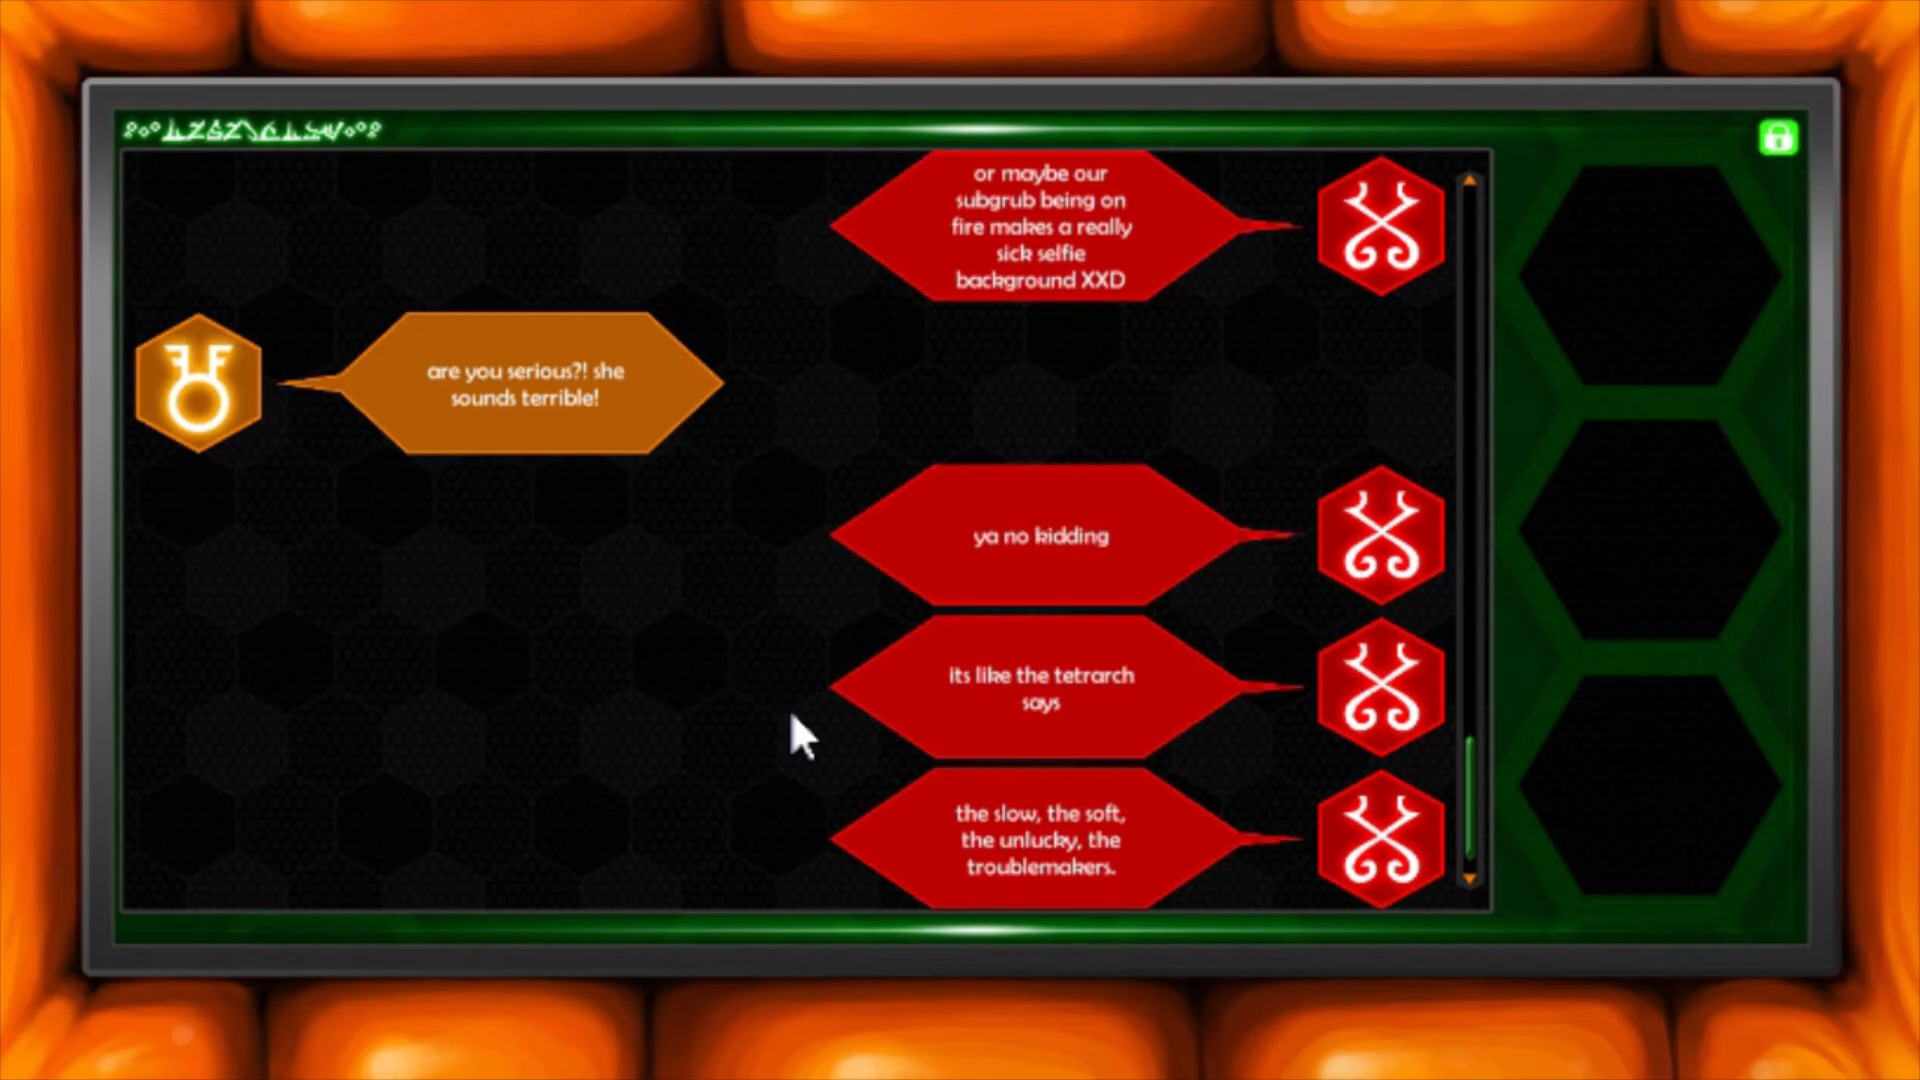 or maybe our
subgrub being on
fire makes a really
sick selfie
background XXD
are you serious?! she
sounds terrible!
ya no kidding
its like the tetrarch
says
the slow, the soft,
the unlucky, the
troublemakers.